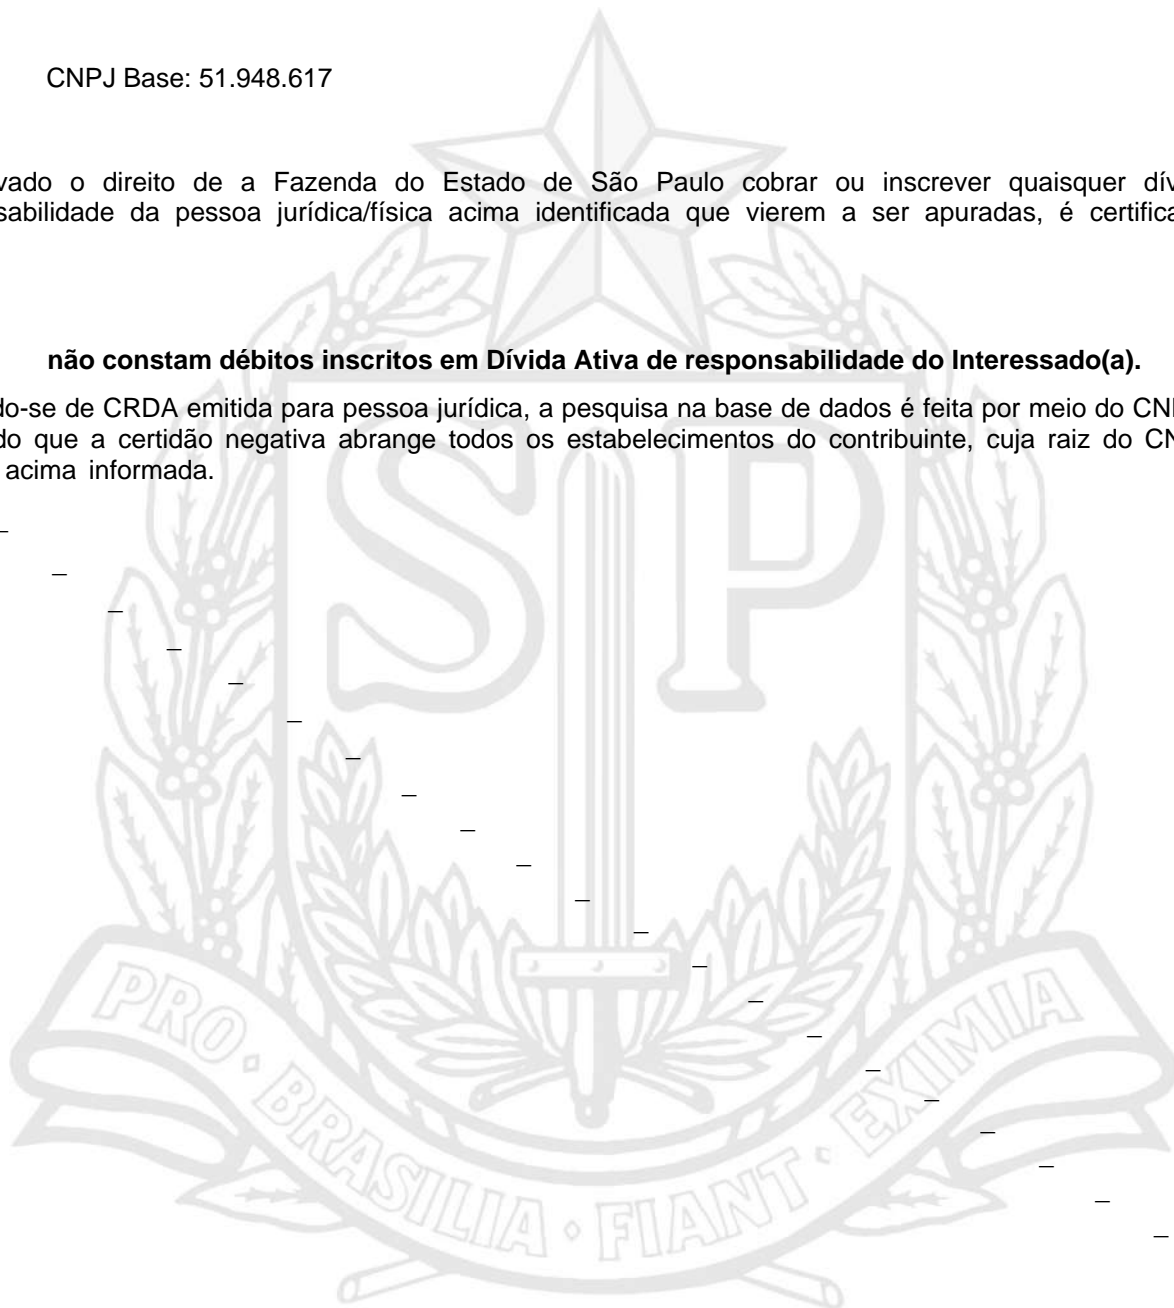 CNPJ Base: 51.948.617
vado o direito de a Fazenda do Estado de São Paulo cobrar ou inscrever quaisquer dív
sabilidade da pessoa jurídica/física acima identificada que vierem a ser apuradas, é certifica
não constam débitos inscritos em Dívida Ativa de responsabilidade do Interessado(a).
do-se de CRDA emitida para pessoa jurídica, a pesquisa na base de dados é feita por meio do CN
do que a certidão negativa abrange todos os estabelecimentos do contribuinte, cuja raiz do CN
acima informada.
SP
PRO · BRASILIA · FIANT · EXIMIA